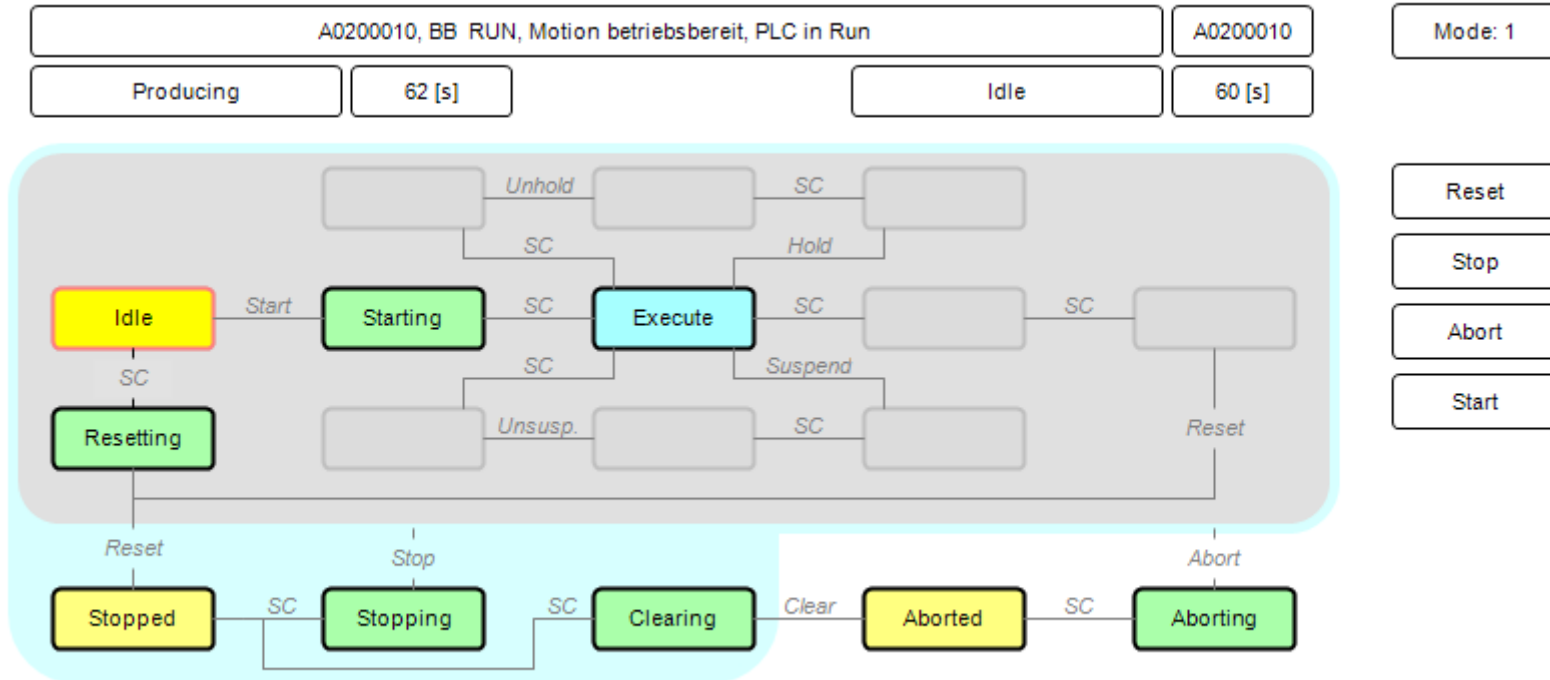 A0200010, BB RUN, Motion betriebsbereit, PLC in Run
A0200010
Mode: 1
Producing
62 [s]
Idle
60 [s]
Unhold
SC
Reset
SC
Hold
Stop
Idle
Start
Starting
SC
Execute
SC
SC
Abort
SC
SC
Suspend
Start
Resetting
Unsusp.
SC
Reset
Reset
Stop
Abort
Stopped
SC
Stopping
SC
Clearing
Clear
Aborted
SC
Aborting